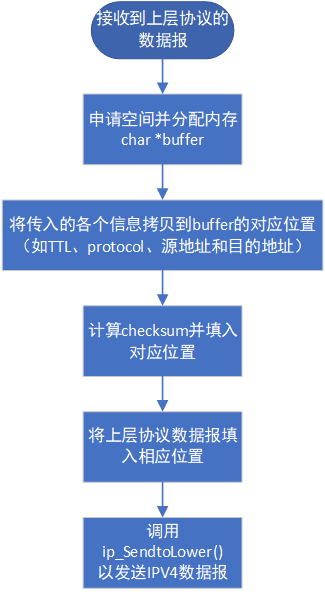 接收到上层协议的
数据报
申请空间并分配内存
char *buffer
将传入的各个信息拷贝到buffer的对应位置
（如TTL、protocol、源地址和目的地址）
计算checksum并填入
对应位置
将上层协议数据报填
入相应位置
调用
ip_SendtoLower()
以发送IPV4数据报